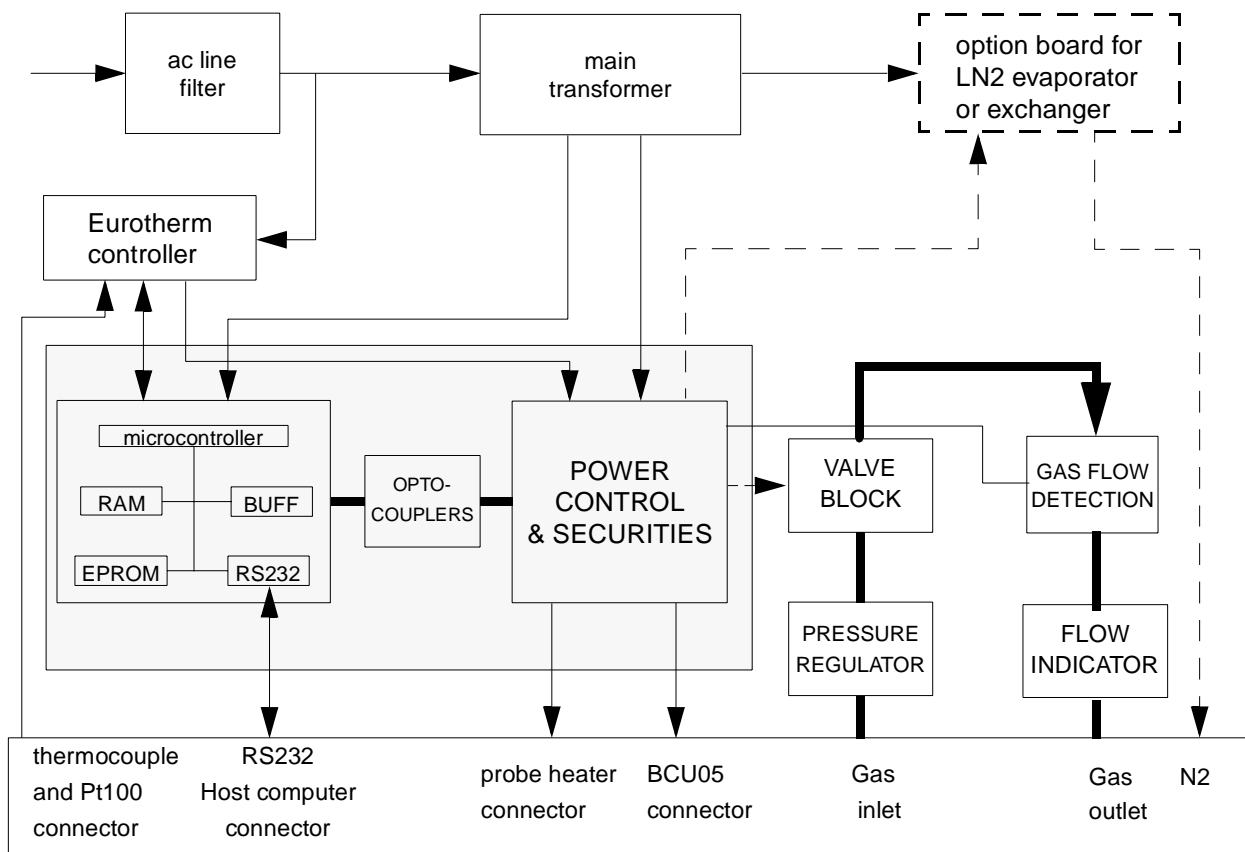 ac line
filter
main
transformer
option board for
LN2 evaporator
or exchanger
Eurotherm
controller
microcontroller
RAM
BUFF
EPROM
RS232
OPTO-
COUPLERS
POWER
CONTROL
& SECURITIES
VALVE
BLOCK
GAS FLOW
DETECTION
PRESSURE
REGULATOR
FLOW
INDICATOR
thermocouple
and Pt100
connector
RS232
Host computer
connector
probe heater
connector
BCU05
connector
Gas
inlet
Gas
outlet
N2